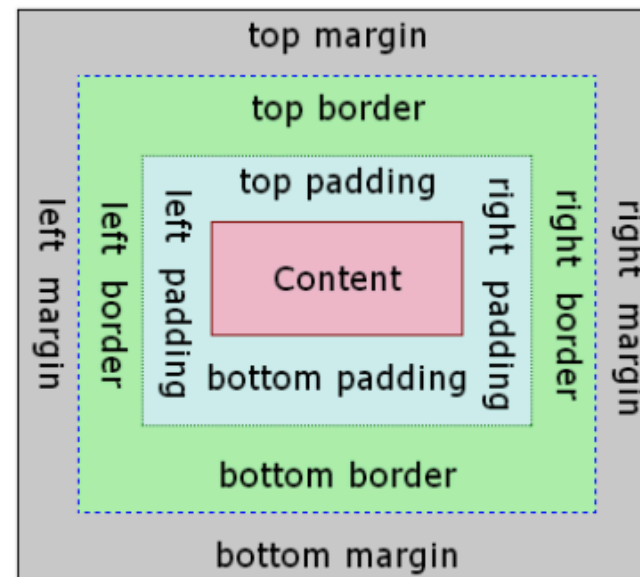 top margin
top border
top padding
left margin
left border
left padding
Content
right padding
right border
right margin
bottom padding
bottom border
bottom margin